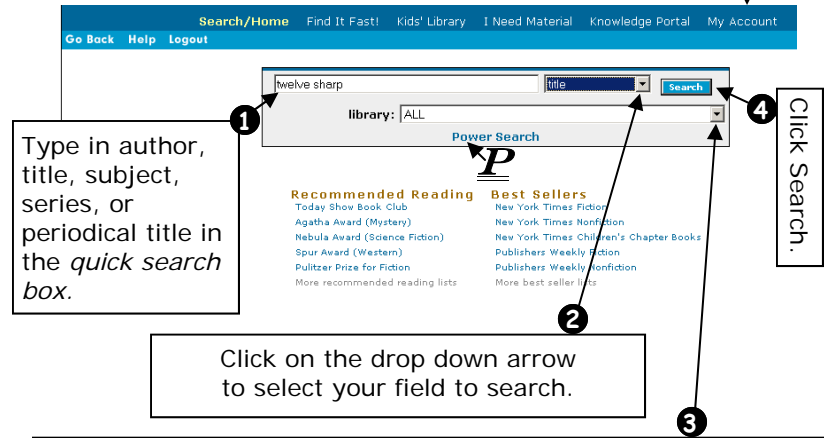 Search/Home Find It Fast! Kids' Library I Need Material Knowledge Portal My Account
Go Back Help Logout
twelve sharp title Search
library: ALL
Power Search
P
1
4
Click Search.
Type in author,
title, subject,
series, or
periodical title in
the quick search
box.
Recommended Reading
Today Show Book Club
Agatha Award (Mystery)
Nebula Award (Science Fiction)
Spur Award (Western)
Pulitzer Prize for Fiction
More recommended reading lists
Best Sellers
New York Times Fiction
New York Times Nonfiction
New York Times Children's Chapter Books
Publishers Weekly Fiction
Publishers Weekly Nonfiction
More best seller lists
2
Click on the drop down arrow
to select your field to search.
3